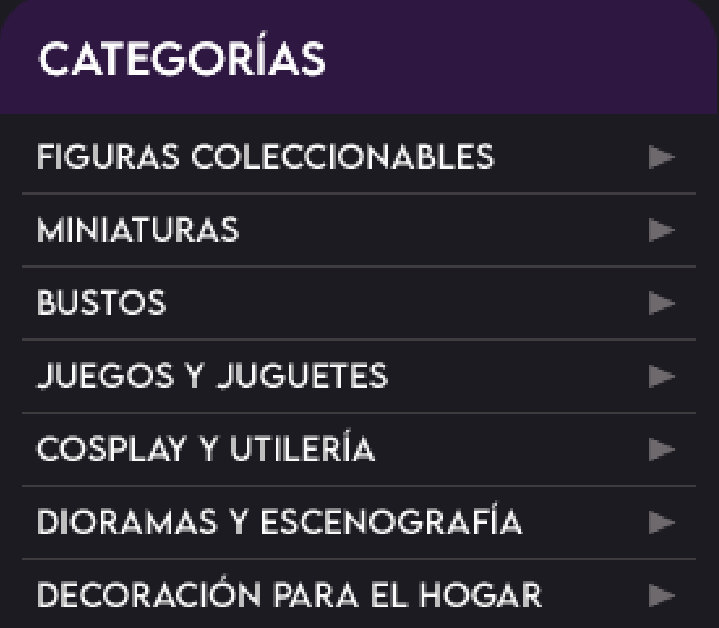 CATEGORÍAS
FIGURAS COLECCIONABLES
MINIATURAS
BUSTOS
JUEGOS Y JUGUETES
COSPLAY Y UTILERÍA
DIORAMAS Y ESCENOGRAFÍA
DECORACIÓN PARA EL HOGAR